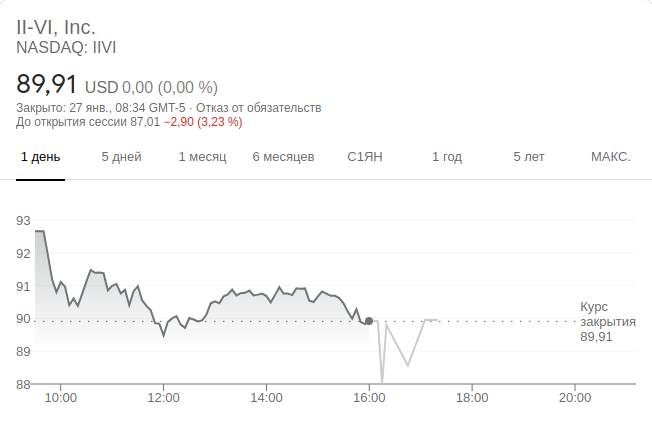 II-VI, Inc.
NASDAQ: IIVI
89,91 USD 0,00 (0,00 %)
Закрыто: 27 янв., 08:34 GMT-5 · Отказ от обязательств
До открытия сессии 87,01 −2,90 (3,23 %)
1 день 5 дней 1 месяц 6 месяцев С1ЯН 1 год 5 лет МАКС.
93
92
91
90
89
88
Курс
закрытия
89,91
10:00 12:00 14:00 16:00 18:00 20:00